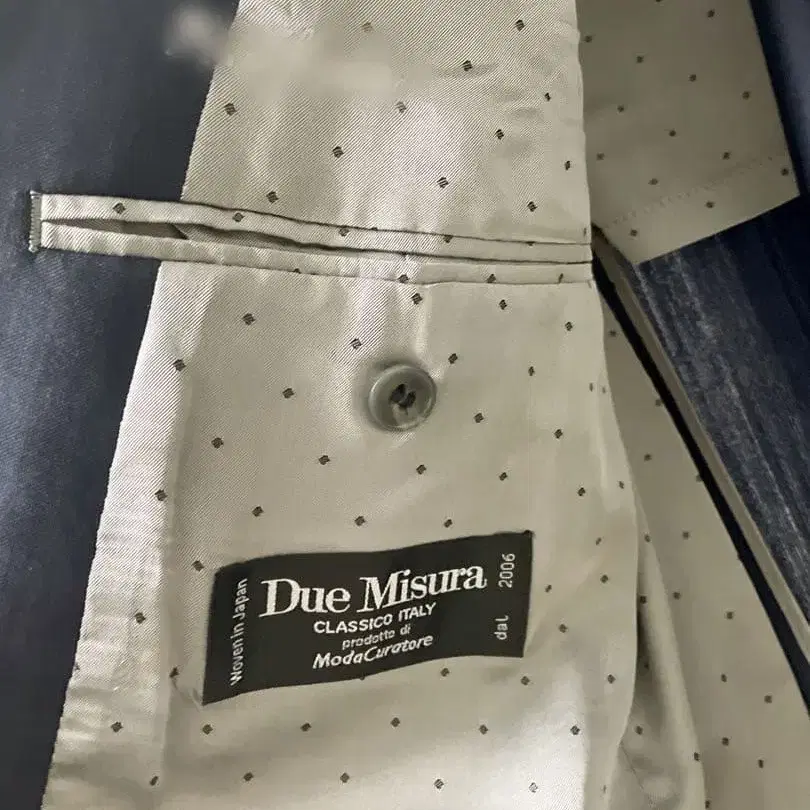 Woven in Japan
Due Misura
CLASSICO ITALY
prodotto di
ModaCuratore
dal 2006